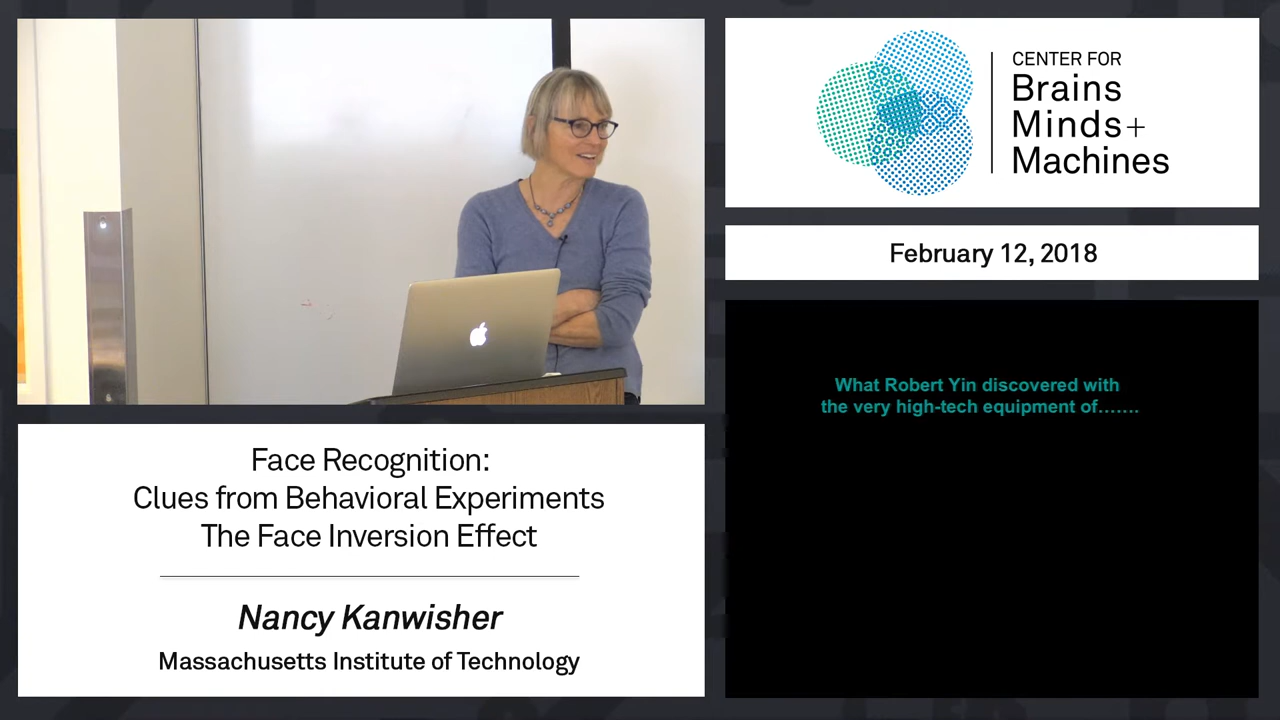 CENTER FOR
Brains
Minds+
Machines
February 12, 2018
What Robert Yin discovered with
the very high-tech equipment of.......
Face Recognition:
Clues from Behavioral Experiments
The Face Inversion Effect
Nancy Kanwisher
Massachusetts Institute of Technology